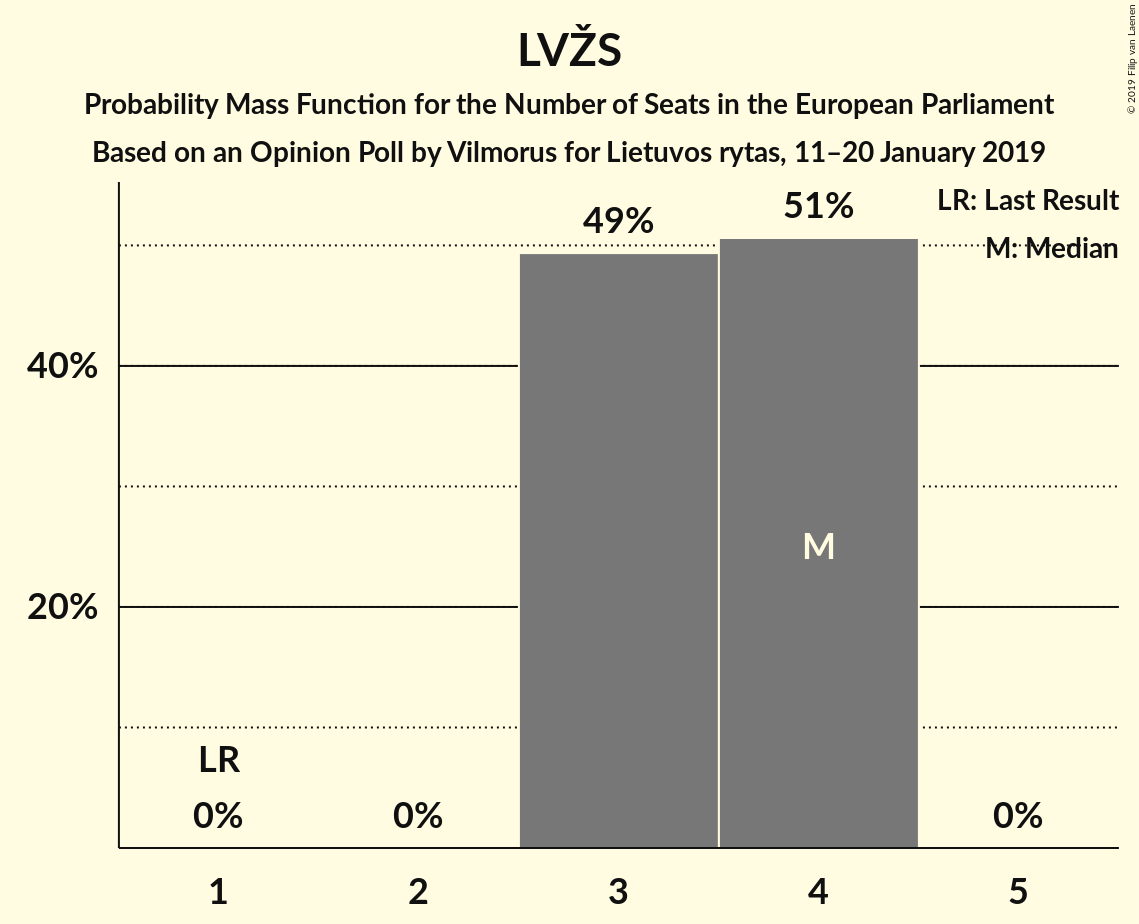 LVŽS
Probability Mass Function for the Number of Seats in the European Parliament
Based on an Opinion Poll by Vilmorus for Lietuvos rytas, 11–20 January 2019
© 2019 Filip van Laenen
LR: Last Result
M: Median
49%
51%
40%
20%
M
LR
0%
0%
0%
1
2
3
4
5